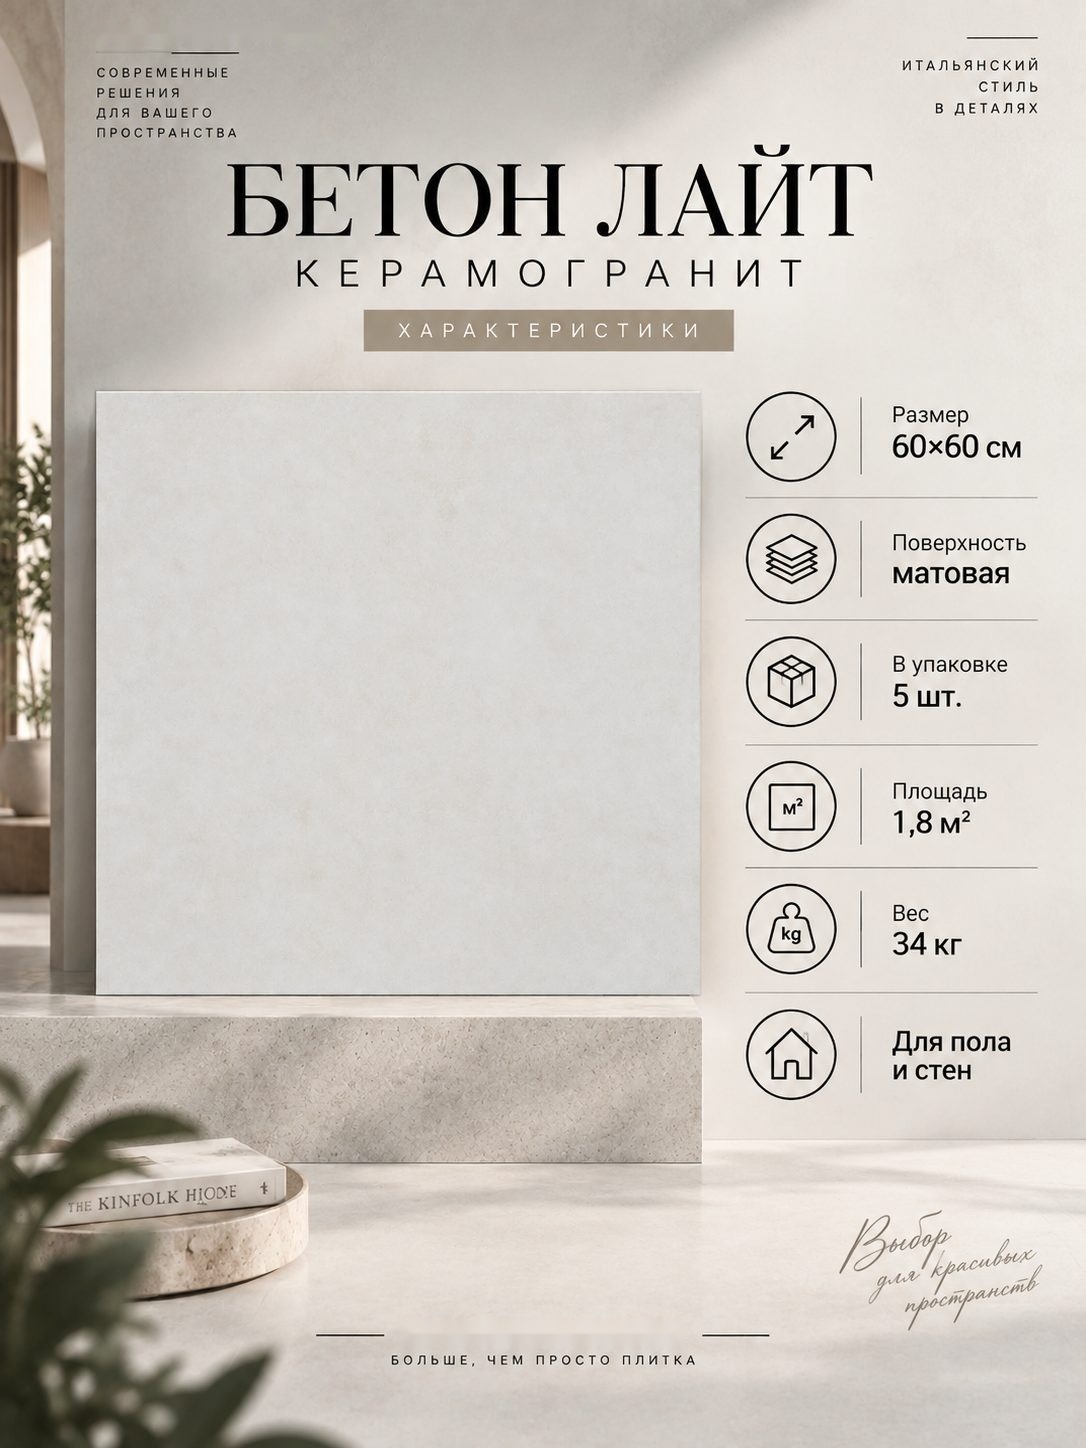 СОВРЕМЕННЫЕ
РЕШЕНИЯ
ДЛЯ ВАШЕГО
ПРОСТРАНСТВА
ИТАЛЬЯНСКИЙ
СТИЛЬ
В ДЕТАЛЯХ
БЕТОН ЛАЙТ
КЕРАМОГРАНИТ
ХАРАКТЕРИСТИКИ
Размер
60×60 см
Поверхность
матовая
В упаковке
5 шт.
Площадь
м²
1,8 м²
Вес
kg
34 кг
Для пола
и стен
THE KINFOLK
Выбор
для красивых
пространств
БОЛЬШЕ, ЧЕМ ПРОСТО ПЛИТКА